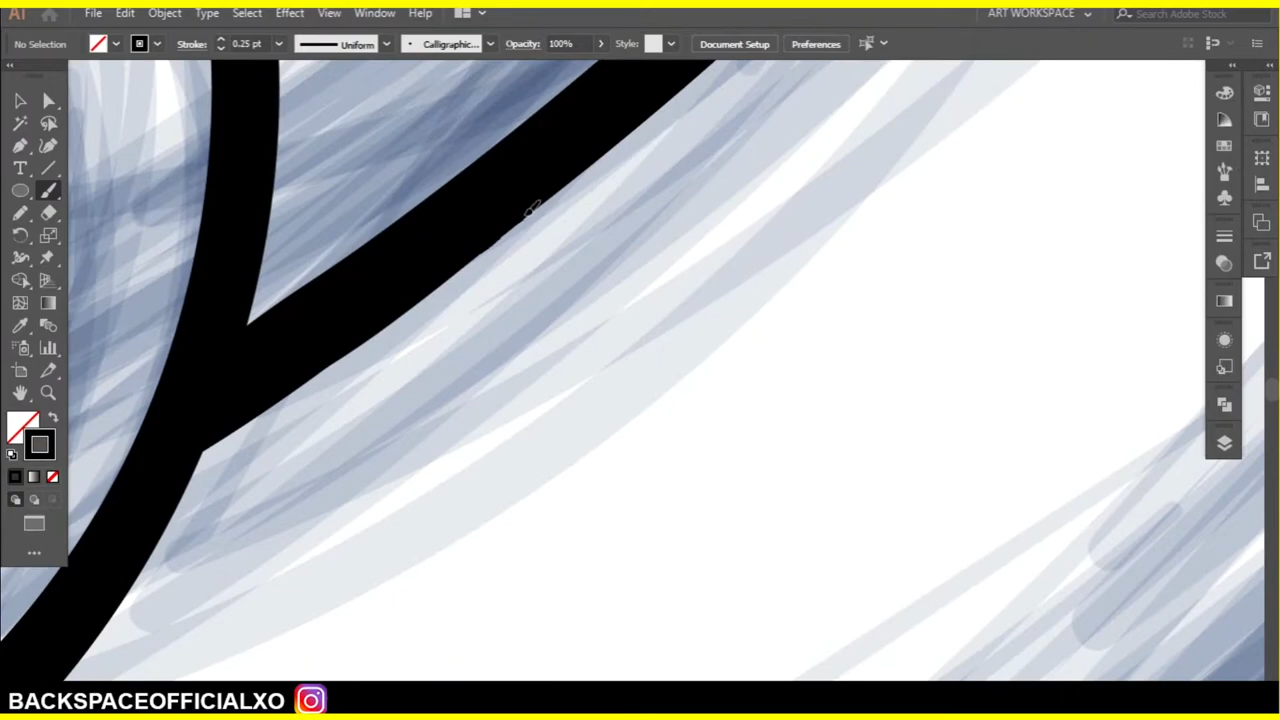 Ai File Edit Object Type Select Effect View Window Help ART WORKSPACE Search Adobe Stock
No Selection Stroke: 0.25 pt Uniform Calligraphic... Opacity: 100% Style: Document Setup Preferences
BACKSPACEOFFICIALXO